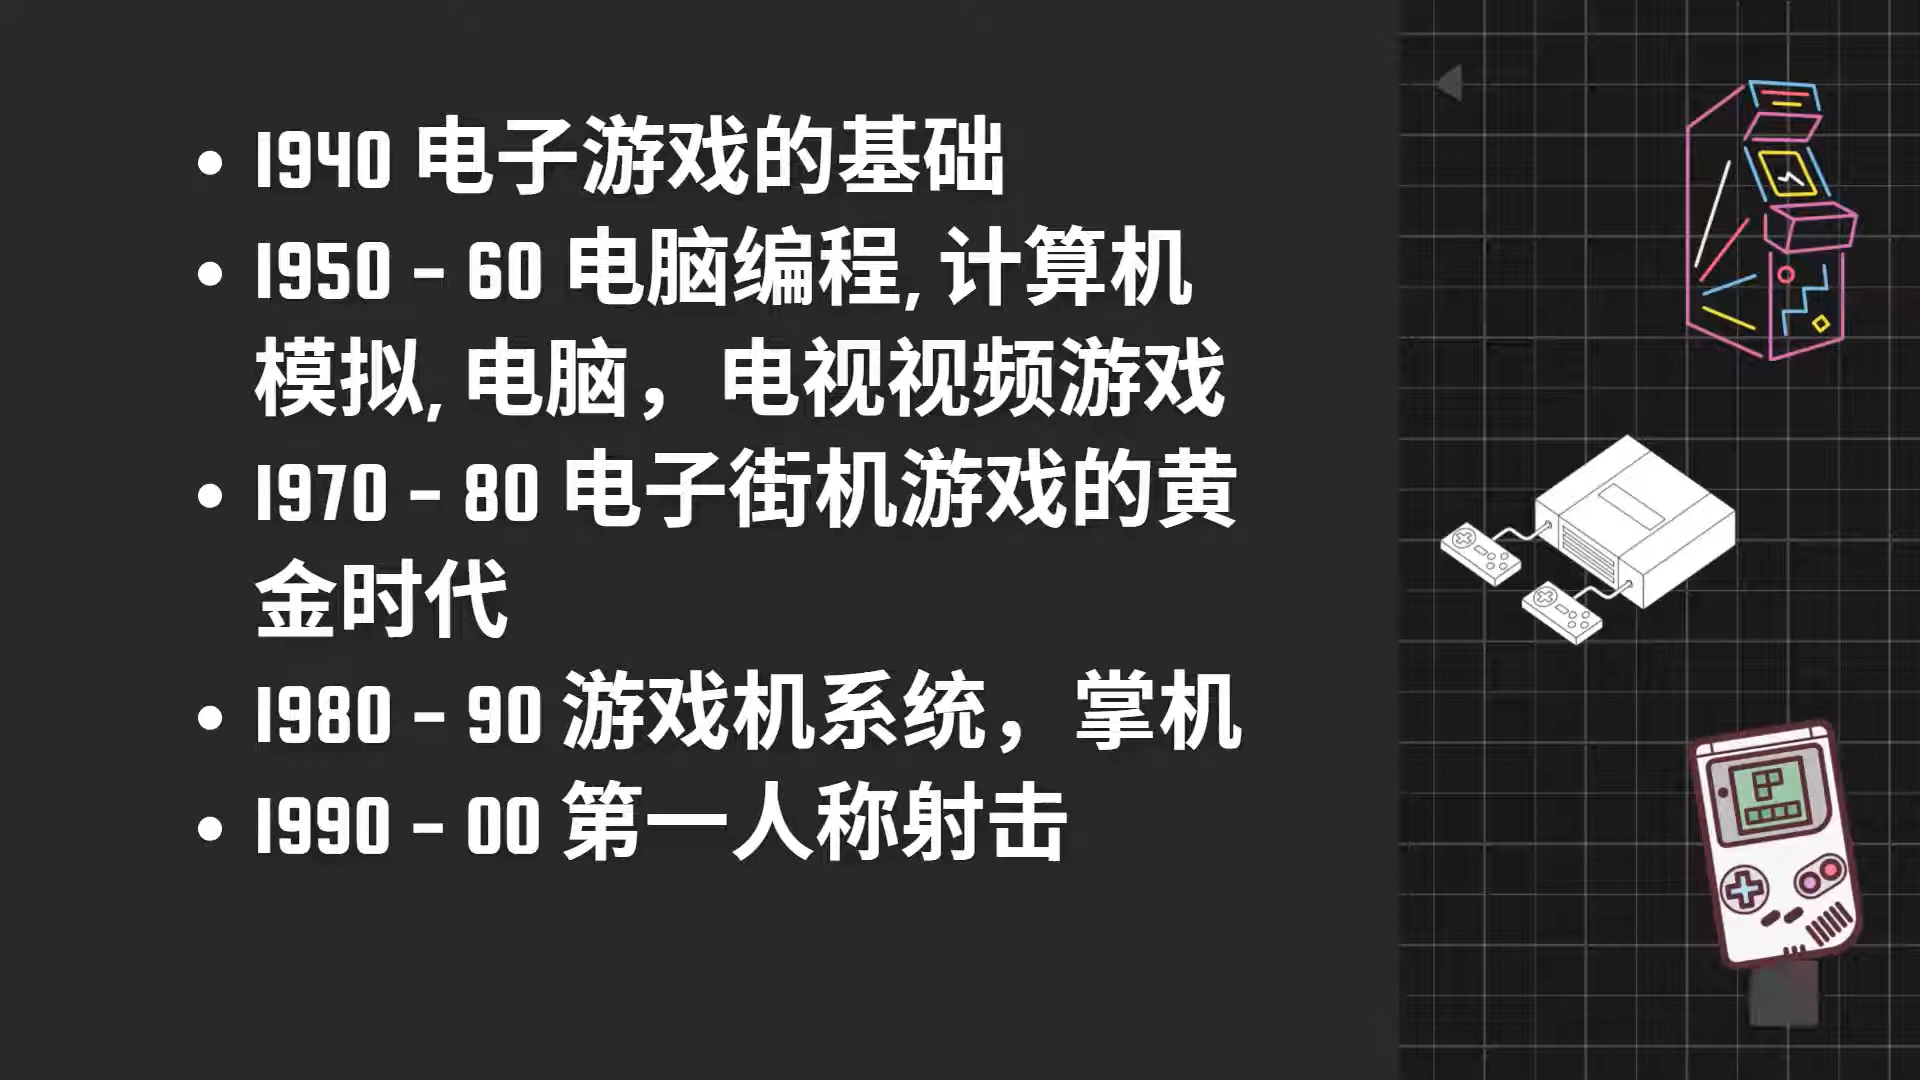 • 1940 电子游戏的基础
• 1950 - 60 电脑编程, 计算机
模拟, 电脑，电视视频游戏
• 1970 - 80 电子街机游戏的黄
金时代
• 1980 - 90 游戏机系统，掌机
• 1990 - 00 第一人称射击